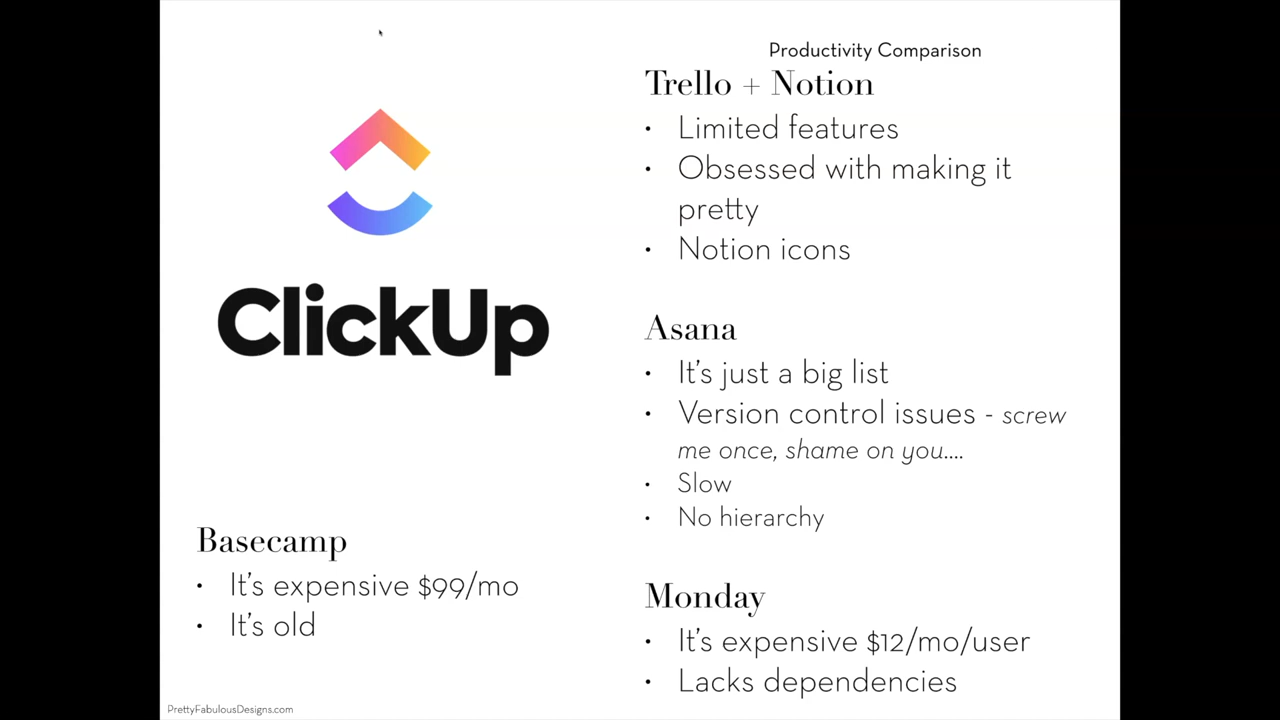 Productivity Comparison
ClickUp
Basecamp
• It's expensive $99/mo
• It's old
Trello + Notion
• Limited features
• Obsessed with making it
pretty
• Notion icons
Asana
• It's just a big list
• Version control issues - screw
me once, shame on you....
• Slow
• No hierarchy
Monday
• It's expensive $12/mo/user
• Lacks dependencies
PrettyFabulousDesigns.com